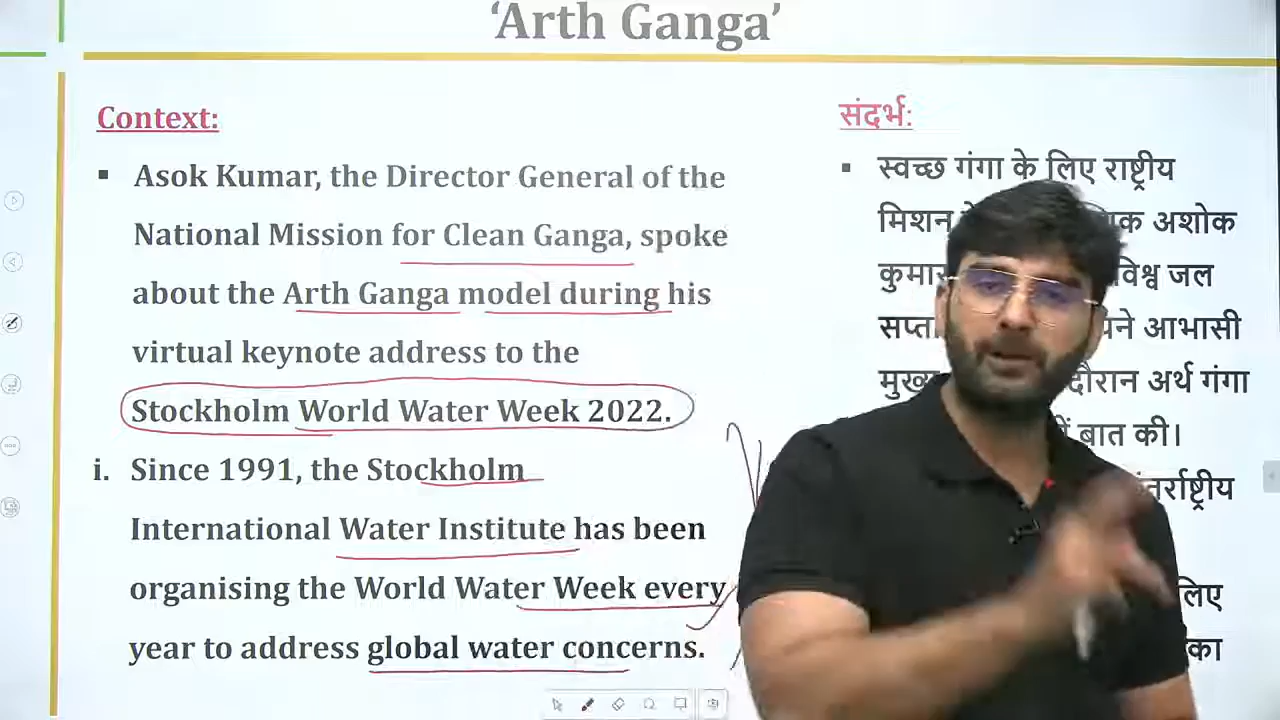 ‘Arth Ganga’
Context:
▪ Asok Kumar, the Director General of the
National Mission for Clean Ganga, spoke
about the Arth Ganga model during his
virtual keynote address to the
Stockholm World Water Week 2022.
i. Since 1991, the Stockholm
International Water Institute has been
organising the World Water Week every
year to address global water concerns.
संदर्भ:
▪ स्वच्छ गंगा के लिए राष्ट्रीय
मिशन अशोक
विश्व जल
आभासी
दौरान अर्थ गंगा
बात की।
लिए